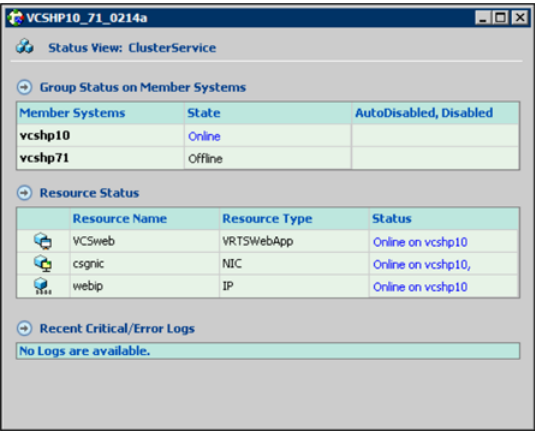 VCSHP10_71_0214a
Status View: ClusterService
Group Status on Member Systems
Member Systems State AutoDisabled, Disabled
vcshp10 Online
vcshp71 Offline
Resource Status
Resource Name Resource Type Status
VCSweb VRTSWebApp Online on vcshp10
csgnic NIC Online on vcshp10,
webip IP Online on vcshp10
Recent Critical/Error Logs
No Logs are available.